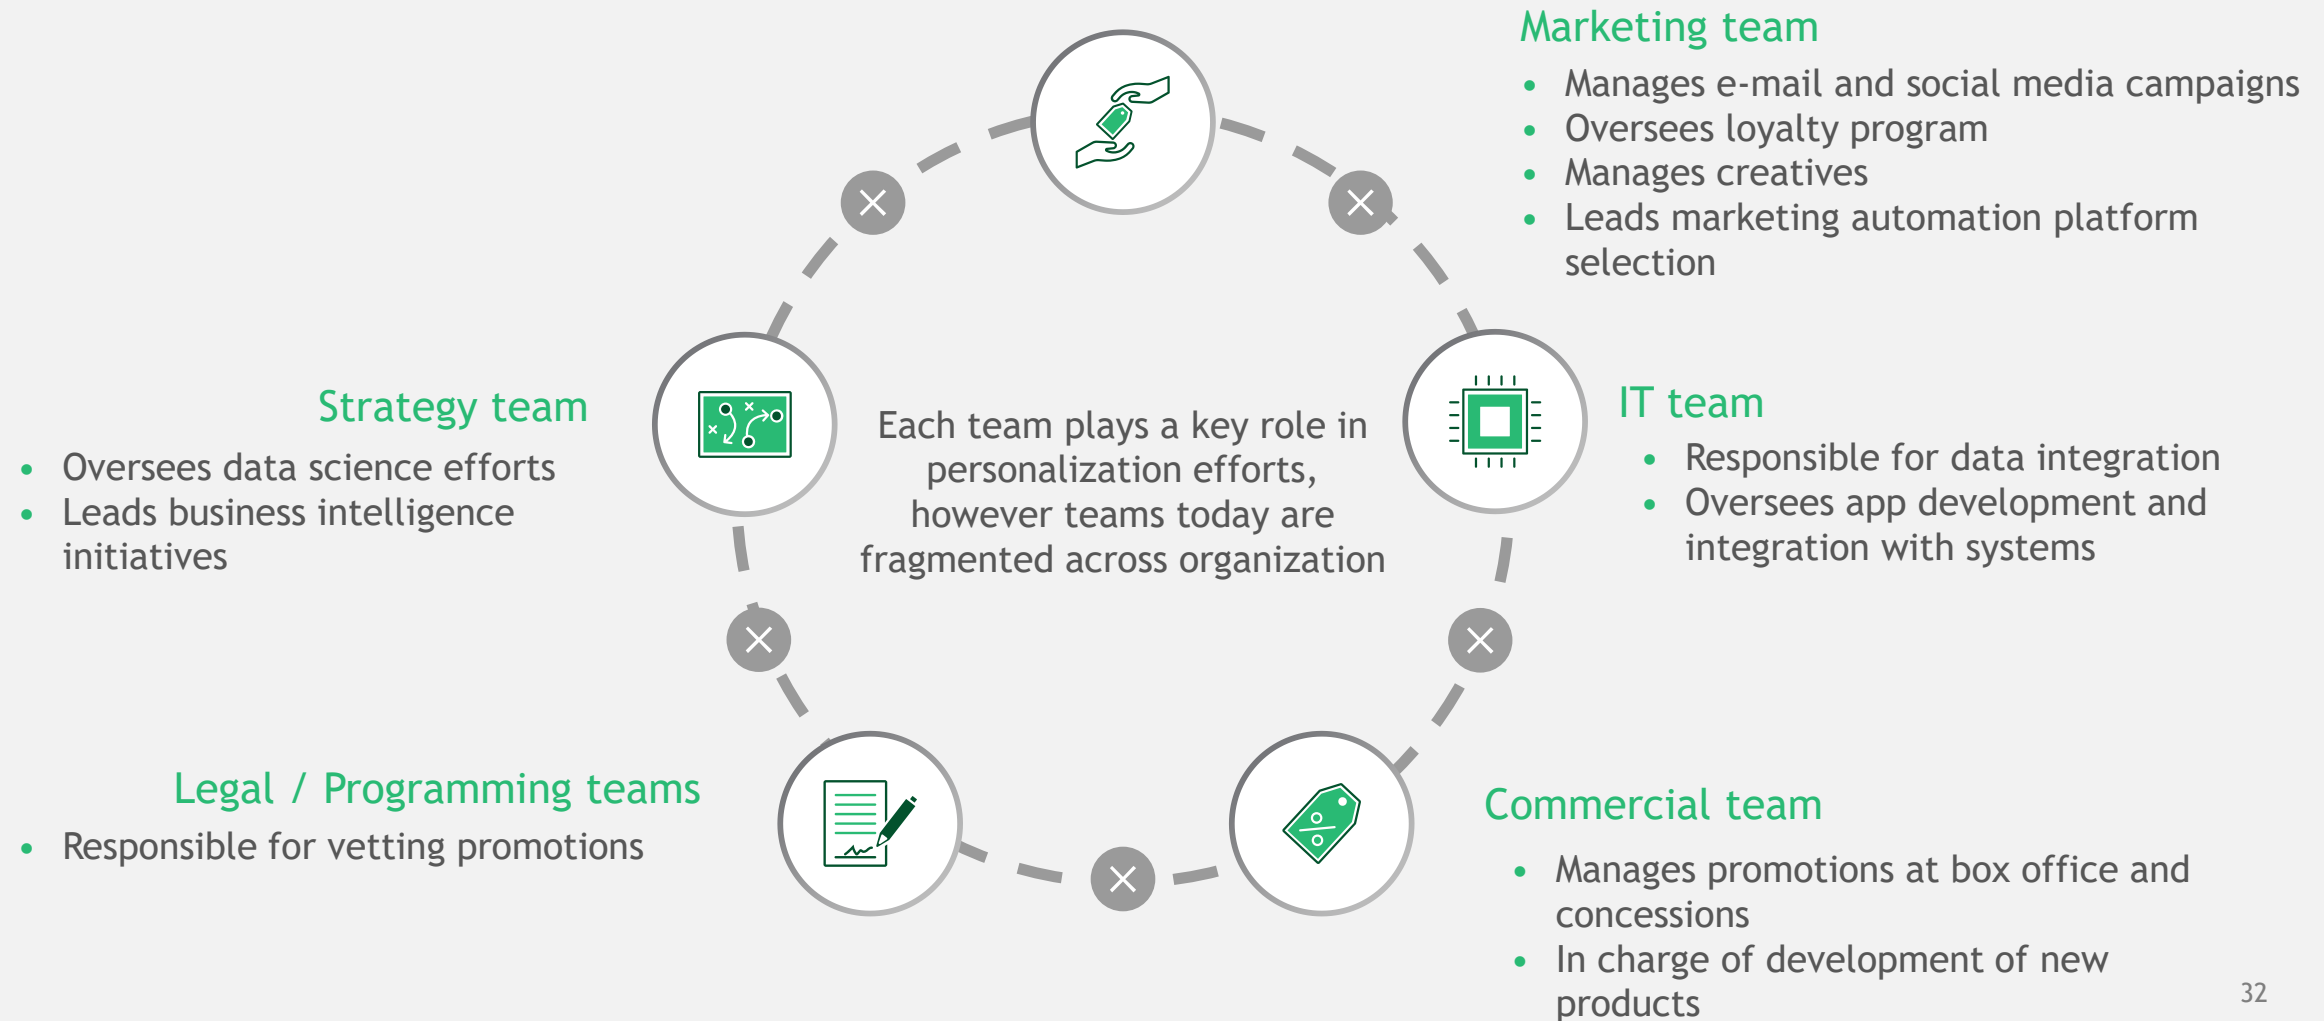 Marketing team
• Manages e-mail and social media campaigns
• Oversees loyalty program
• Manages creatives
• Leads marketing automation platform
selection
Strategy team
• Oversees data science efforts
• Leads business intelligence
initiatives
Each team plays a key role in
personalization efforts,
however teams today are
fragmented across organization
IT team
• Responsible for data integration
• Oversees app development and
integration with systems
Legal / Programming teams
• Responsible for vetting promotions
Commercial team
• Manages promotions at box office and
concessions
• In charge of development of new
products
32